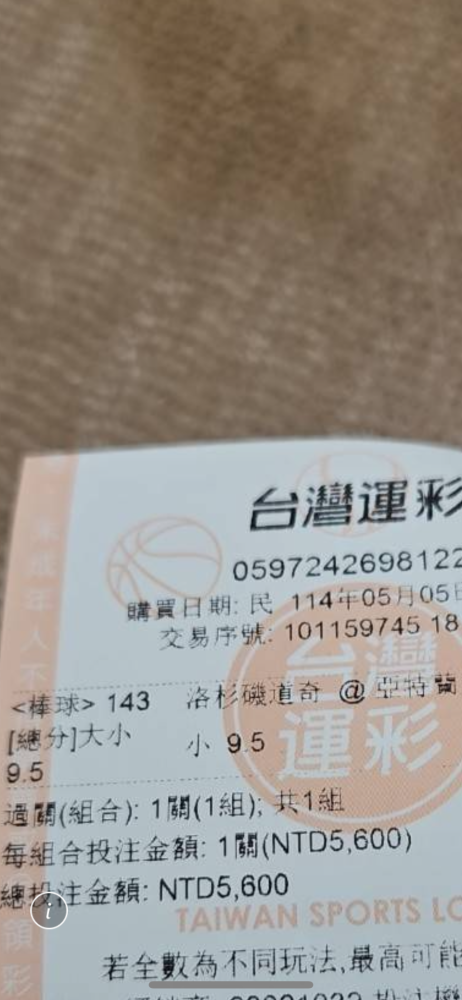 台灣運彩
0597242698122
購買日期: 民 114年05月05日
交易序號: 101159745 18
<棒球> 143 洛杉磯道奇 @ 亞特蘭
[總分]大小 小 9.5
9.5
過關(組合): 1關(1組); 共1組
每組合投注金額: 1關(NTD5,600)
總投注金額: NTD5,600
TAIWAN SPORTS LO
若全數為不同玩法,最高可能